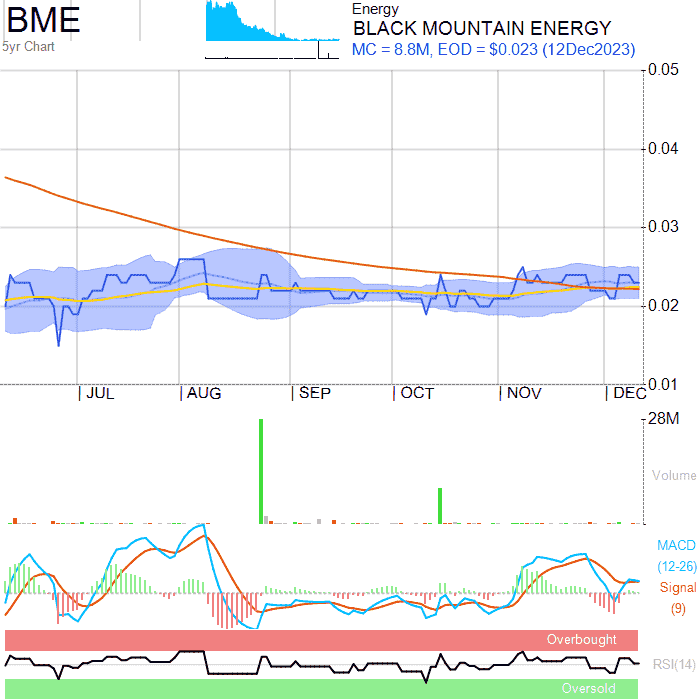 BME
5yr Chart
Energy
BLACK MOUNTAIN ENERGY
MC = 8.8M, EOD = $0.023 (12Dec2023)
0.05
0.04
0.03
0.02
0.01
| JUL | AUG | SEP | OCT | NOV | DEC
28M
Volume
MACD
(12-26)
Signal
(9)
Overbought
RSI(14)
Oversold